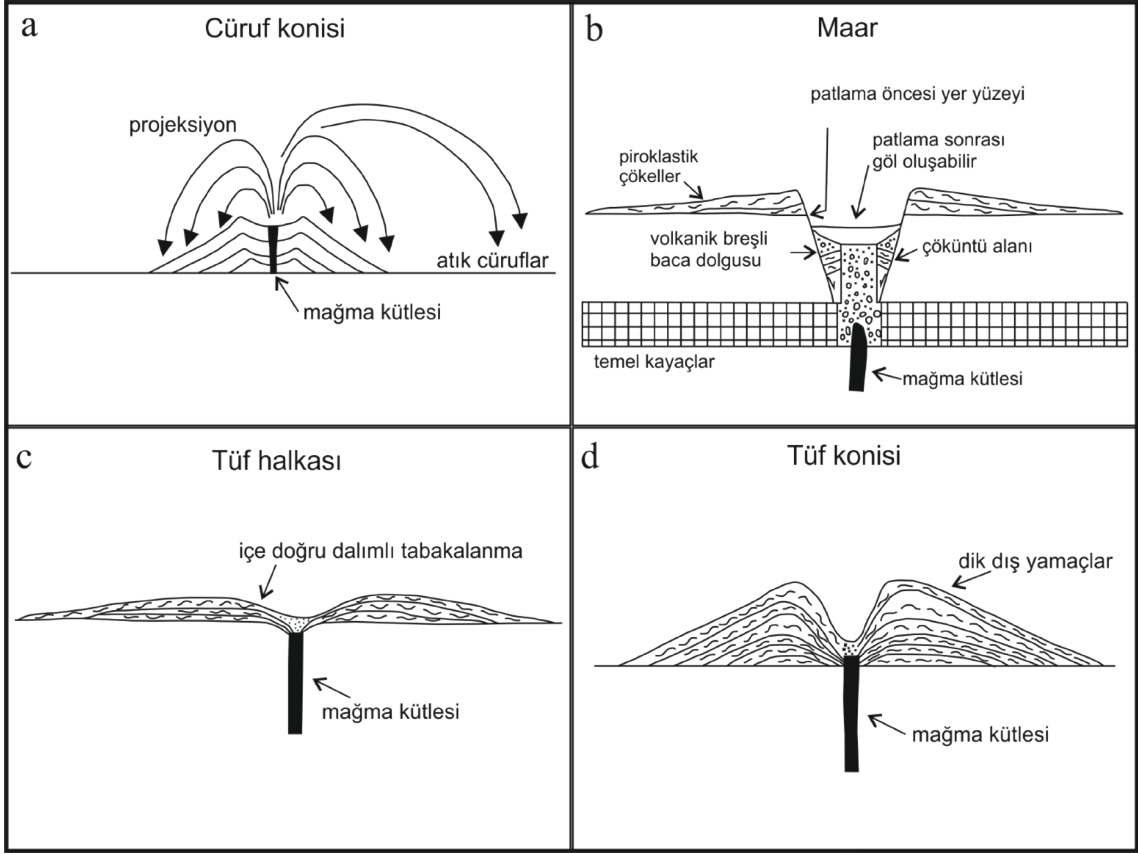 a
Cüruf konisi
projeksiyon
atık cüruflar
mağma kütlesi
b
Maar
patlama öncesi yer yüzeyi
patlama sonrası
göl oluşabilir
piroklastik
çökeller
volkanik breşli
baca dolgusu
çöküntü alanı
temel kayaçlar
mağma kütlesi
c
Tüf halkası
içe doğru dalımlı tabakalanma
mağma kütlesi
d
Tüf konisi
dik dış yamaçlar
mağma kütlesi